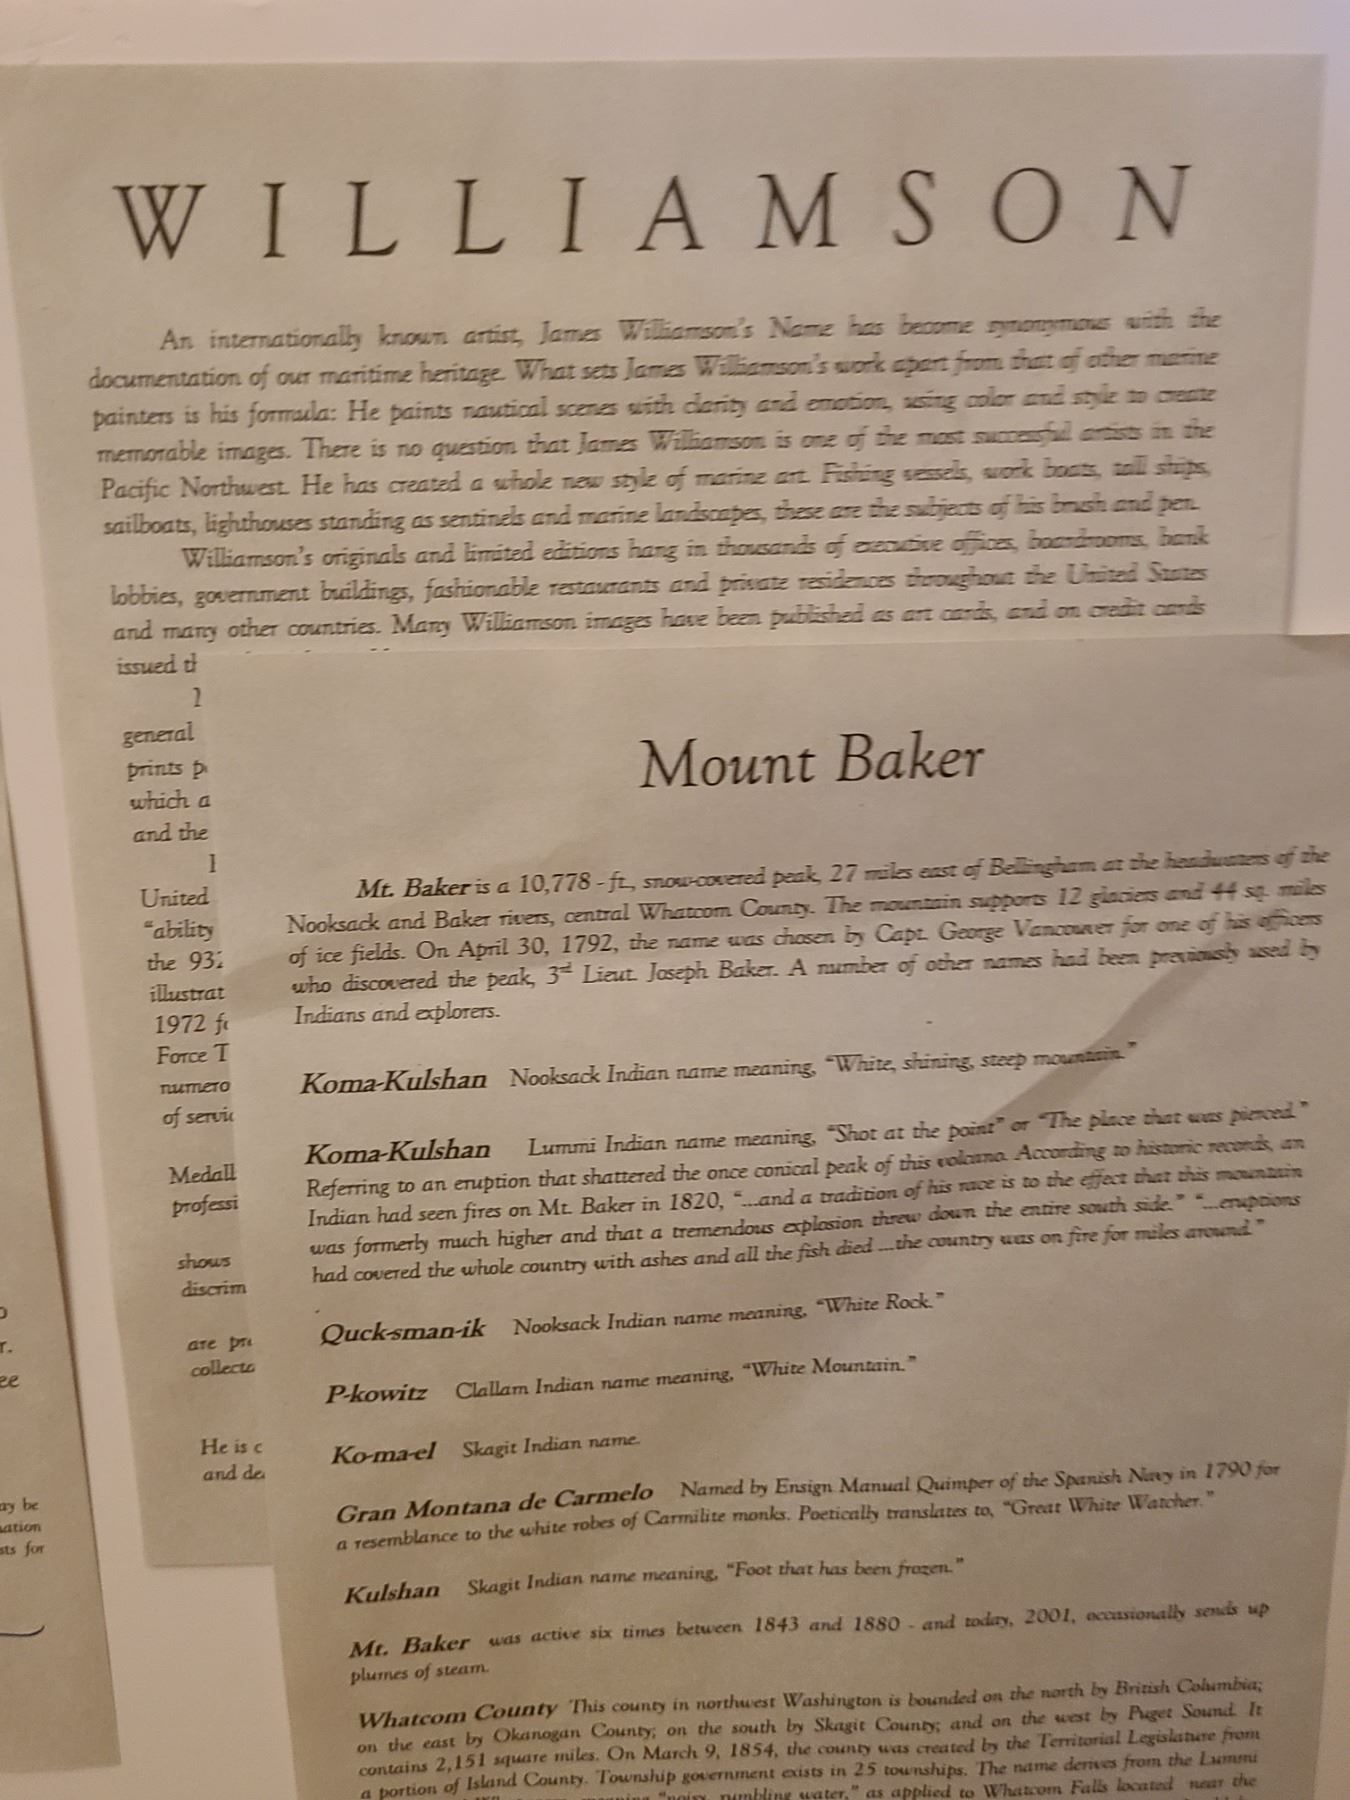 WILLIAMSON
An internationally known artist, James Williamson's Name has become synonymous with the
documentation of our maritime heritage. What sets James Williamson's work apart from that of other marine
painters is his formula: He paints nautical scenes with clarity and emotion, using color and style to create
memorable images. There is no question that James Williamson is one of the most successful artists in the
Pacific Northwest. He has created a whole new style of marine art. Fishing vessels, work boats, tall ships,
sailboats, lighthouses standing as sentinels and marine landscapes, these are the subjects of his brush and pen.
Williamson's originals and limited editions hang in thousands of executive offices, boardrooms, bank
lobbies, government buildings, fashionable restaurants and private residences throughout the United States
and many other countries. Many Williamson images have been published as art cards, and on credit cards
issued
general
prints
which a
and the
United
"ability
the 93
illustrat
1972
Force T
numero
of servi
Medall
professi
shows
discrim
are pr
collecto
He is
and de
Mount Baker
Mt. Baker is a 10,778 - ft., snow-covered peak, 27 miles east of Bellingham at the headwaters of the
Nooksack and Baker rivers, central Whatcom County. The mountain supports 12 glaciers and 44 sq. miles
of ice fields. On April 30, 1792, the name was chosen by Capt. George Vancouver for one of his officers
who discovered the peak, 3rd Lieut. Joseph Baker. A number of other names had been previously used by
Indians and explorers.
Koma-Kulshan Nooksack Indian name meaning, "White, shining, steep mountain."
Koma-Kulshan Lummi Indian name meaning, "Shot at the point" or "The place that was pierced."
Referring to an eruption that shattered the once conical peak of this volcano. According to historic records, an
Indian had seen fires on Mt. Baker in 1820, "...and a tradition of his race is to the effect that this mountain
was formerly much higher and that a tremendous explosion threw down the entire south side." "...eruptions
had covered the whole country with ashes and all the fish died ...the country was on fire for miles around."
Quck-sman-ik Nooksack Indian name meaning, "White Rock."
P-kowitz Clallam Indian name meaning, "White Mountain."
Ko-ma-el Skagit Indian name.
Gran Montana de Carmelo Named by Ensign Manual Quimper of the Spanish Navy in 1790 for
a resemblance to the white robes of Carmilite monks. Poetically translates to, "Great White Watcher."
Kulshan Skagit Indian name meaning, "Foot that has been frozen."
Mt. Baker was active six times between 1843 and 1880 - and today, 2001, occasionally sends up
plumes of steam.
Whatcom County This county in northwest Washington is bounded on the north by British Columbia;
on the east by Okanogan County; on the south by Skagit County; and on the west by Puget Sound. It
contains 2,151 square miles. On March 9, 1854, the county was created by the Territorial Legislature from
a portion of Island County. Township government exists in 25 townships. The name derives from the Lummi
"noisy, rumbling water," as applied to Whatcom Falls located near the
r.
ee
ay be
ation
sts for